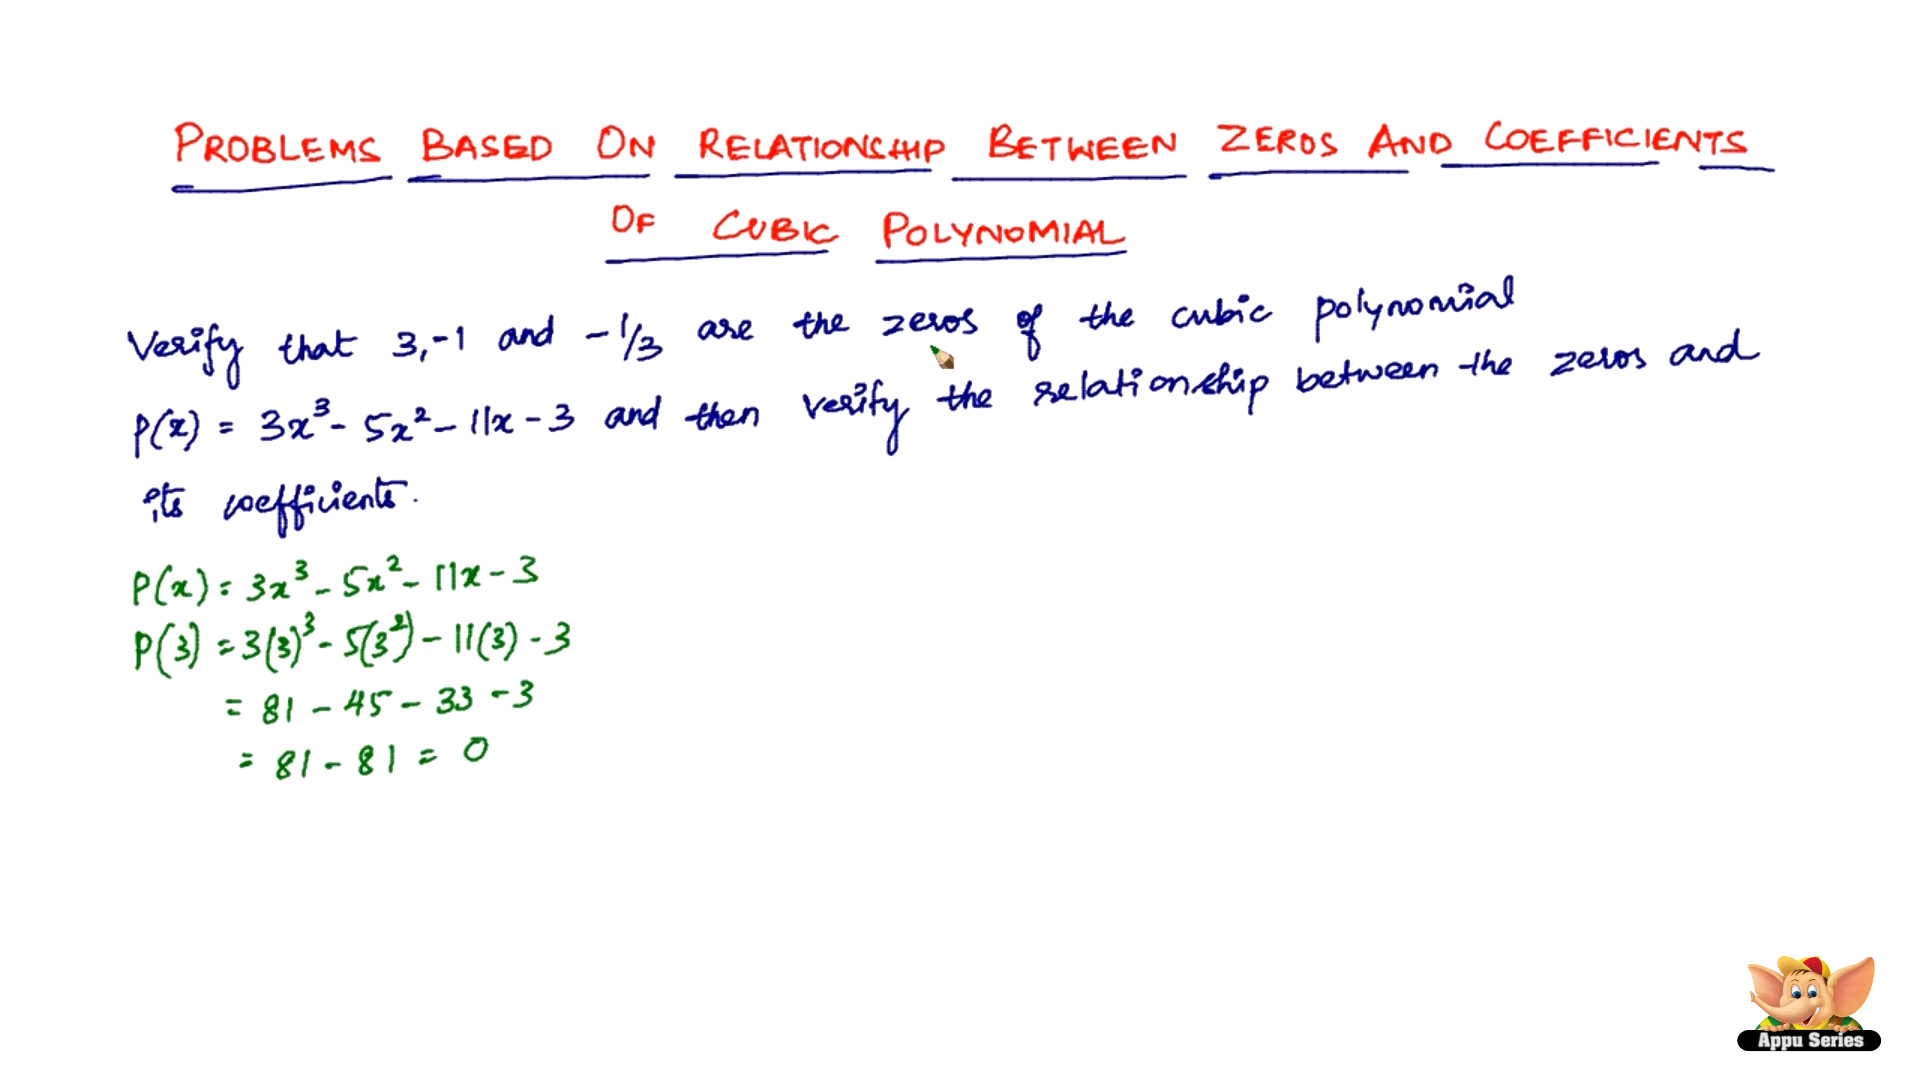 PROBLEMS BASED ON RELATIONSHIP BETWEEN ZEROS AND COEFFICIENTS
OF CUBIC POLYNOMIAL
Verify that 3, -1 and -1/3 are the zeros of the cubic polynomial
P(x) = 3x³ - 5x² - 11x - 3 and then verify the relationship between the zeros and
its coefficients.
P(x) = 3x³ - 5x² - 11x - 3
P(3) = 3(3)³ - 5(3²) - 11(3) - 3
= 81 - 45 - 33 - 3
= 81 - 81 = 0
Appu Series